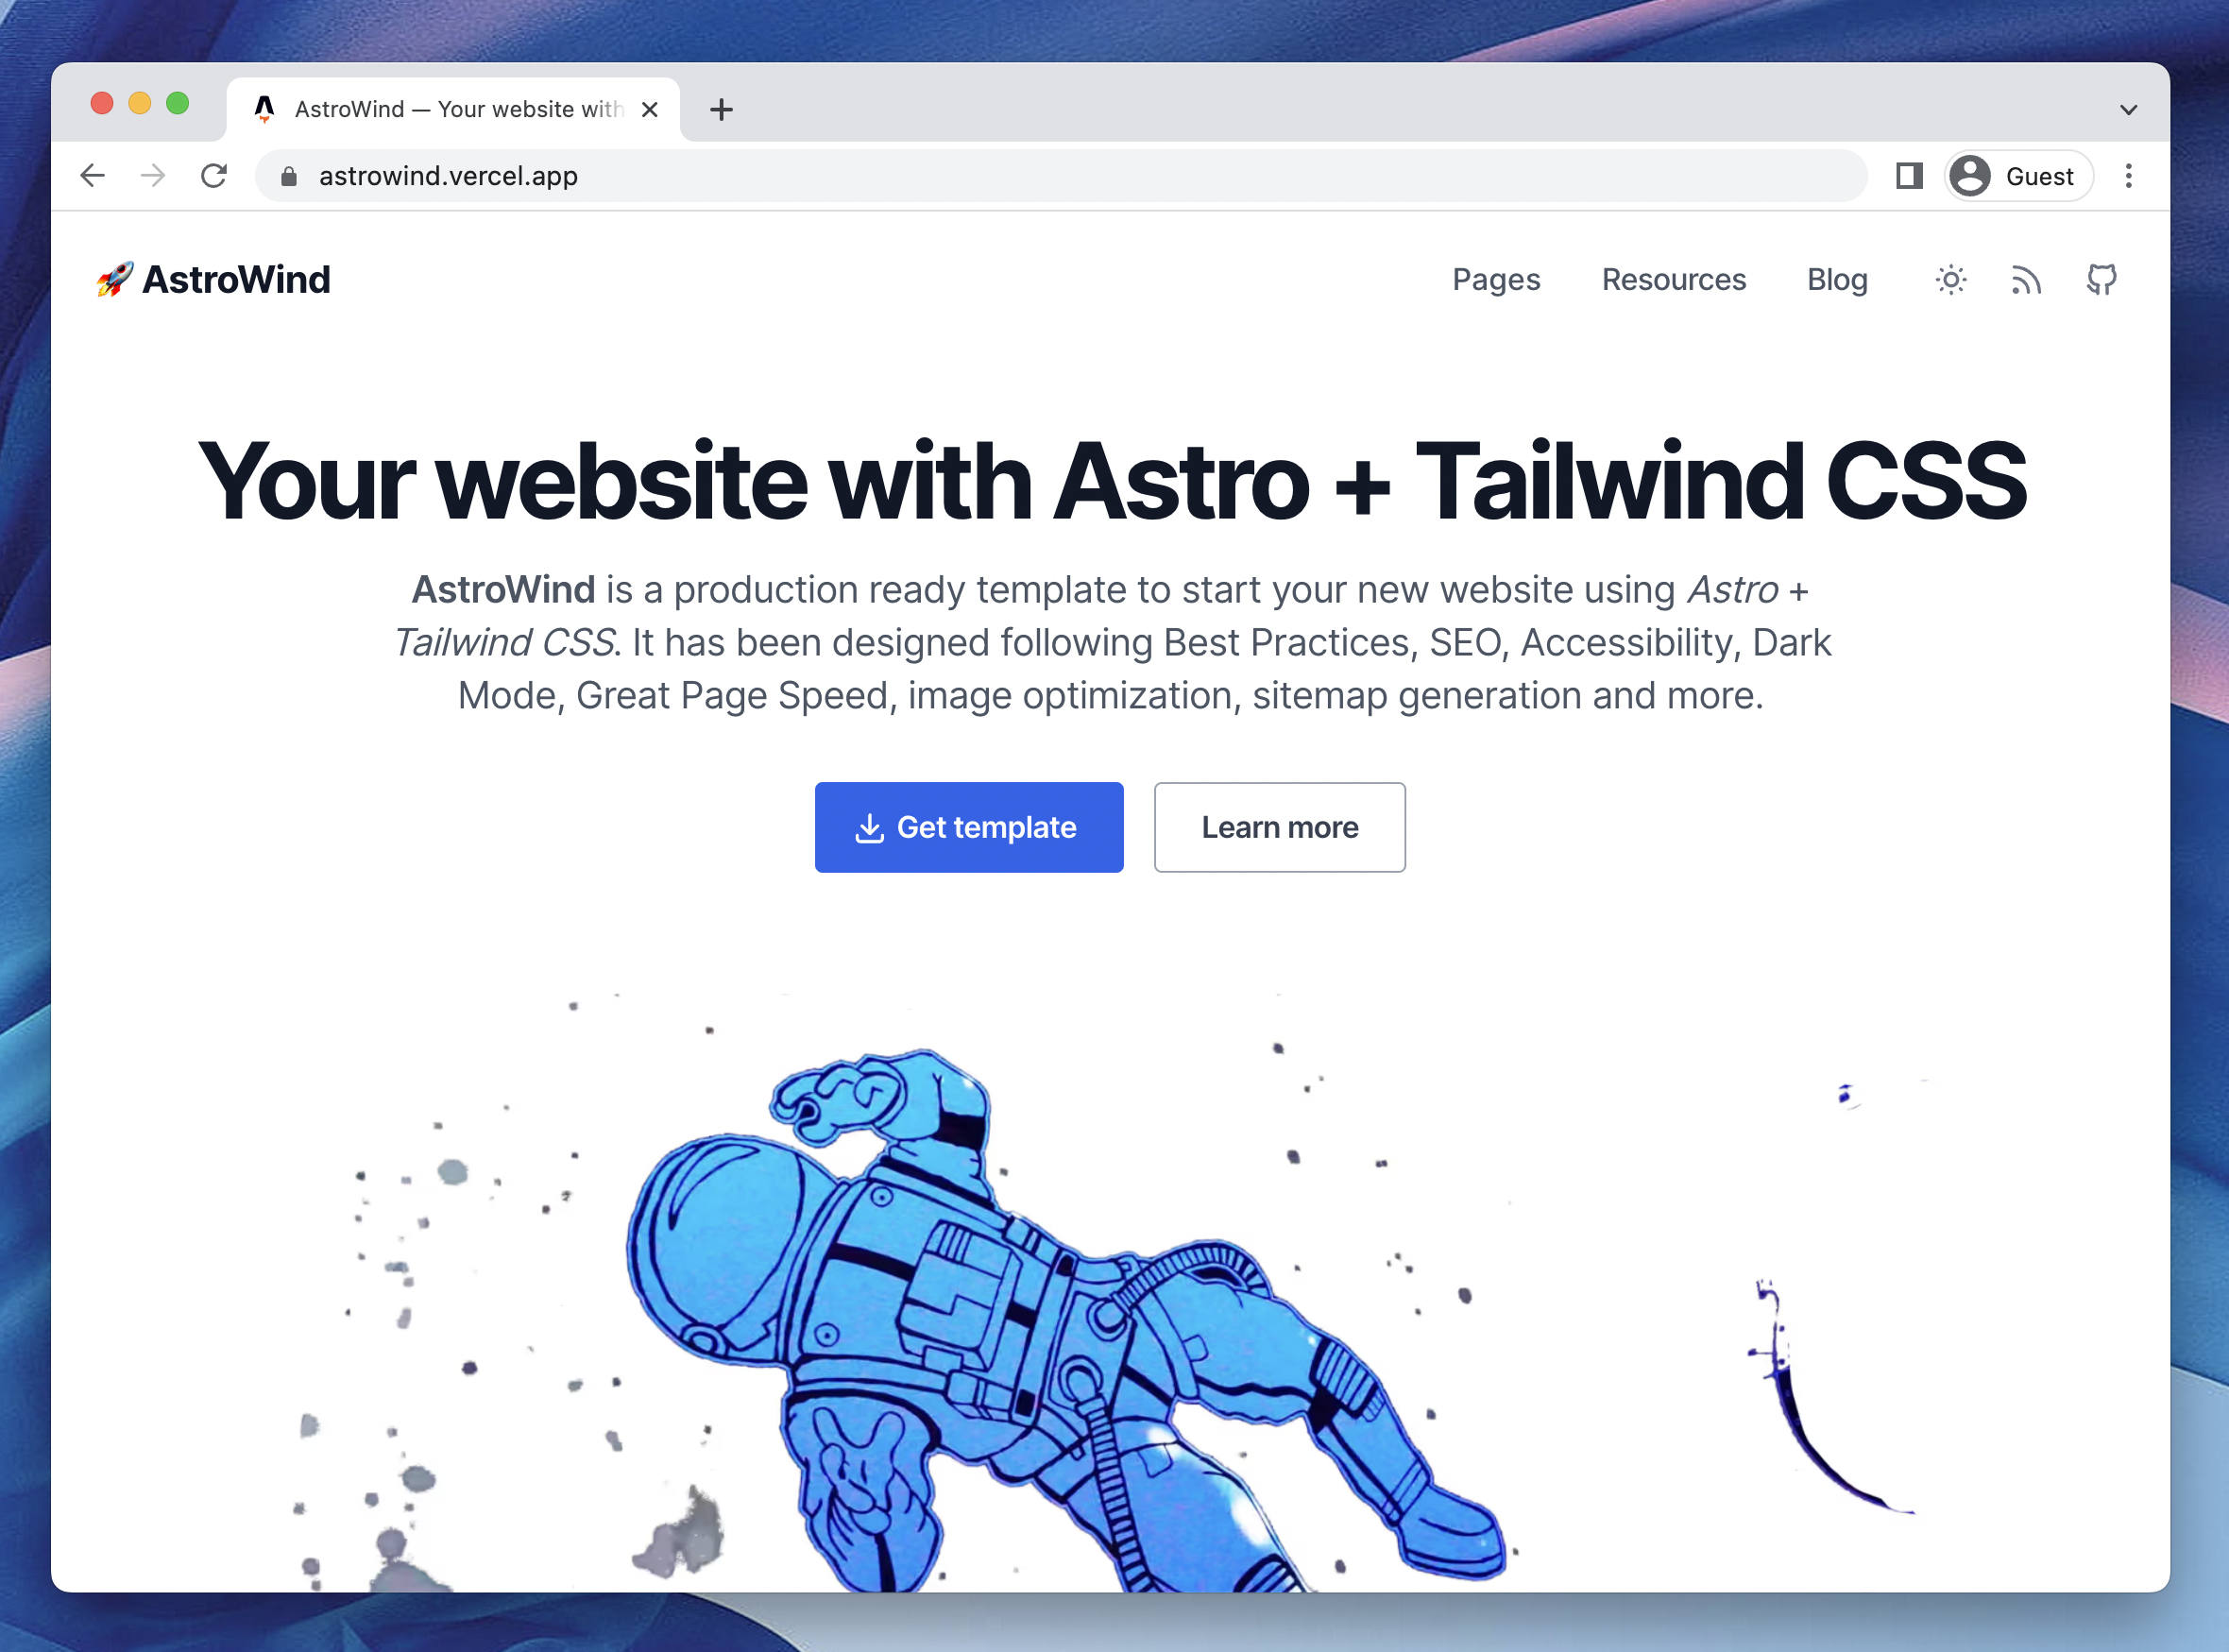 AstroWind — Your website with
astrowind.vercel.app
Guest
🚀 AstroWind
Pages Resources Blog
Your website with Astro + Tailwind CSS
AstroWind is a production ready template to start your new website using Astro +
Tailwind CSS. It has been designed following Best Practices, SEO, Accessibility, Dark
Mode, Great Page Speed, image optimization, sitemap generation and more.
Get template
Learn more